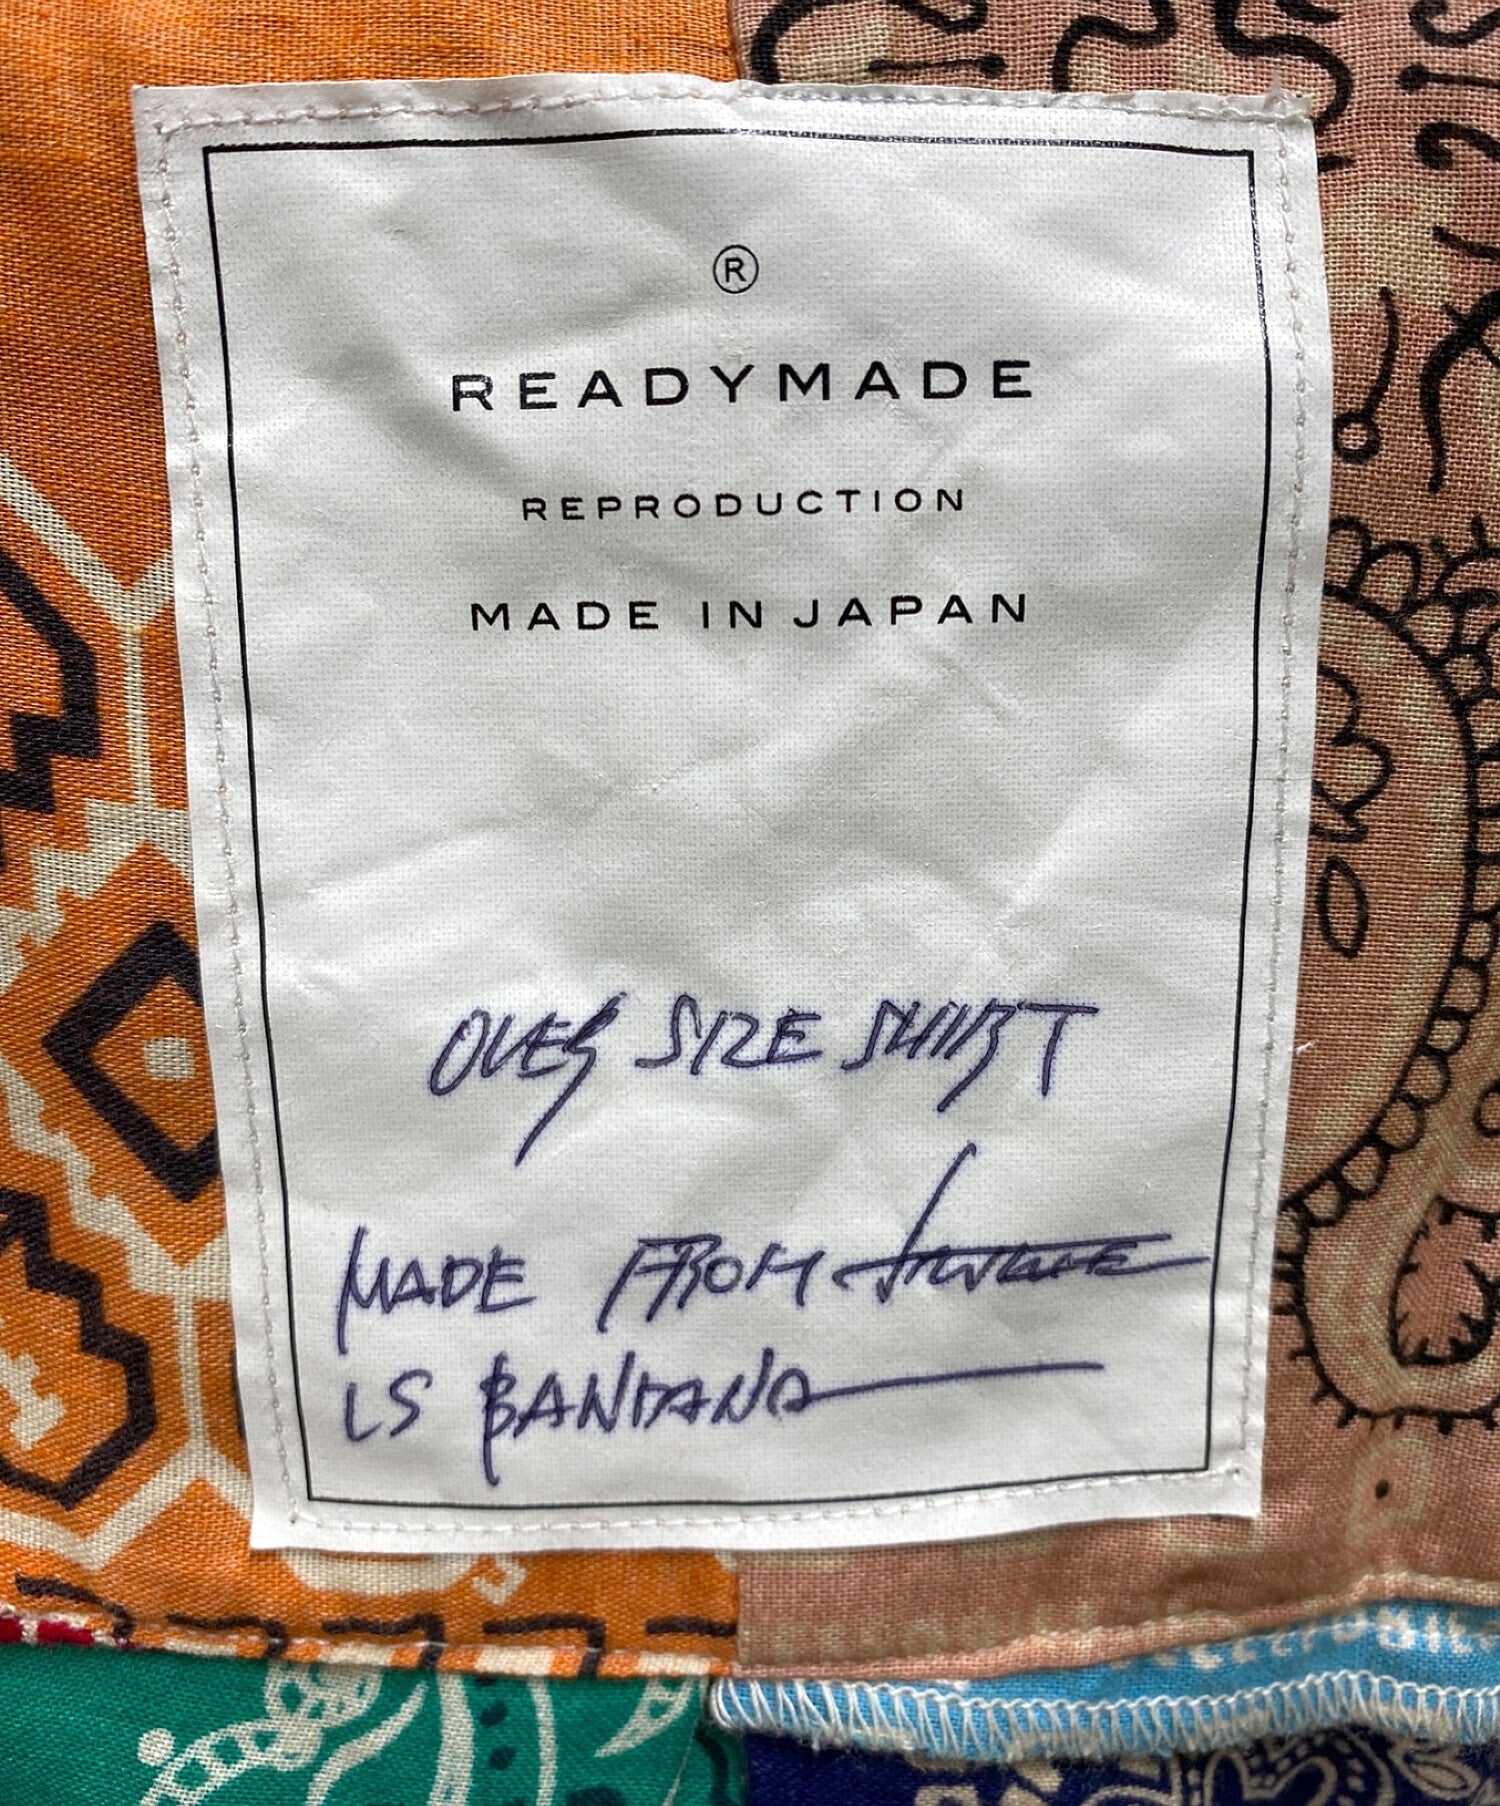 ®
READYMADE
REPRODUCTION
MADE IN JAPAN
OVER SIZE SHIRT
MADE FROM
LS BANDANA